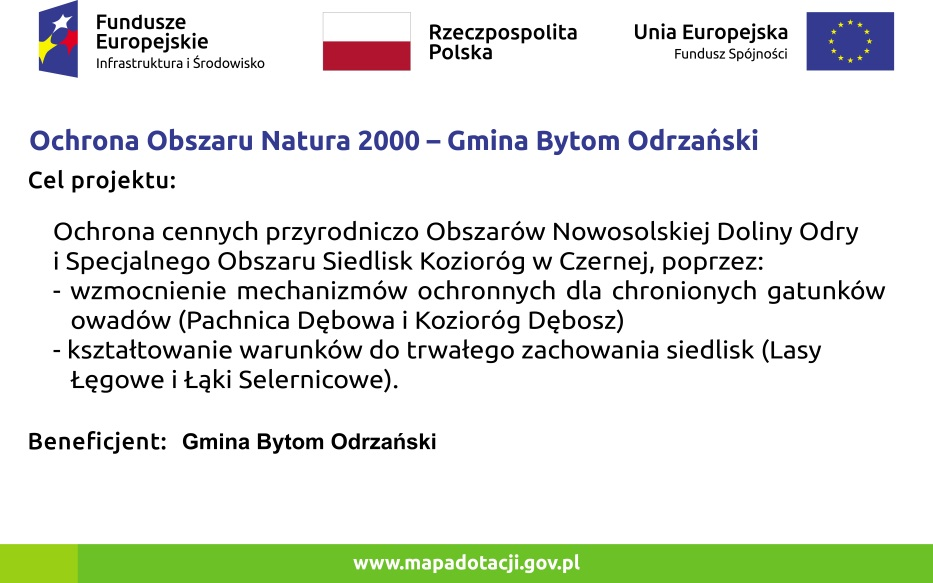 Fundusze
Europejskie
Infrastruktura i Środowisko
Rzeczpospolita
Polska
Unia Europejska
Fundusz Spójności
Ochrona Obszaru Natura 2000 – Gmina Bytom Odrzański
Cel projektu:
Ochrona cennych przyrodniczo Obszarów Nowosolskiej Doliny Odry
i Specjalnego Obszaru Siedlisk Kozioróg w Czernej, poprzez:
- wzmocnienie mechanizmów ochronnych dla chronionych gatunków
owadów (Pachnica Dębowa i Kozioróg Dębosz)
- kształtowanie warunków do trwałego zachowania siedlisk (Lasy
Łęgowe i Łąki Selernicowe).
Beneficjent: Gmina Bytom Odrzański
www.mapadotacji.gov.pl